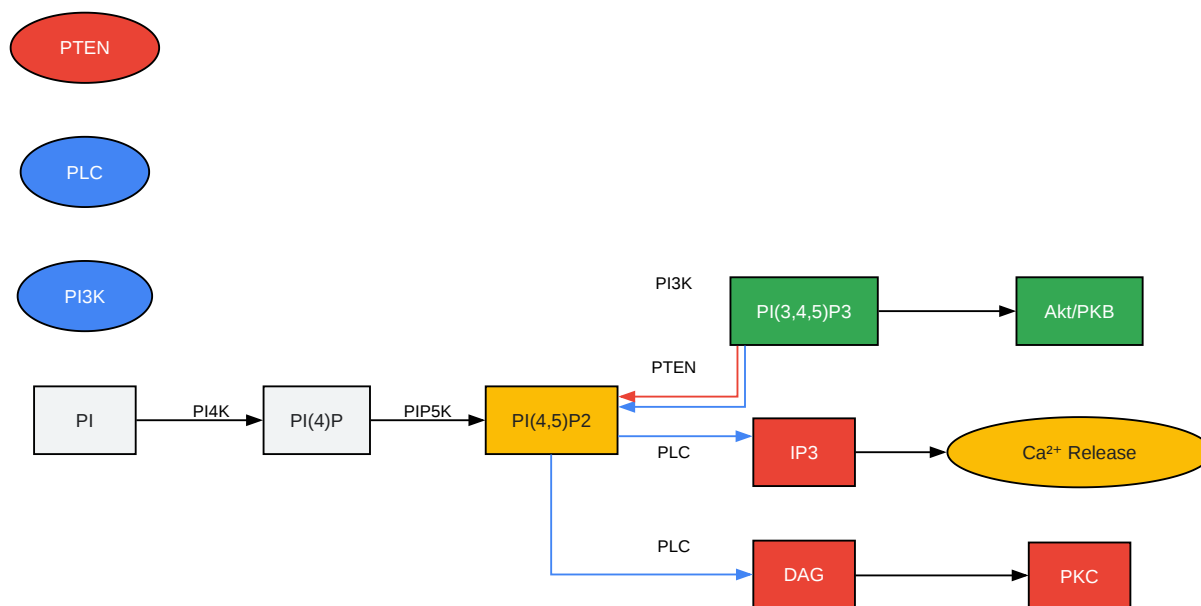 PTEN
PLC
PI3K
PI3K
PI(3,4,5)P3
Akt/PKB
PTEN
PI
PI4K
PI(4)P
PIP5K
PI(4,5)P2
PLC
IP3
Ca²⁺ Release
PLC
DAG
PKC